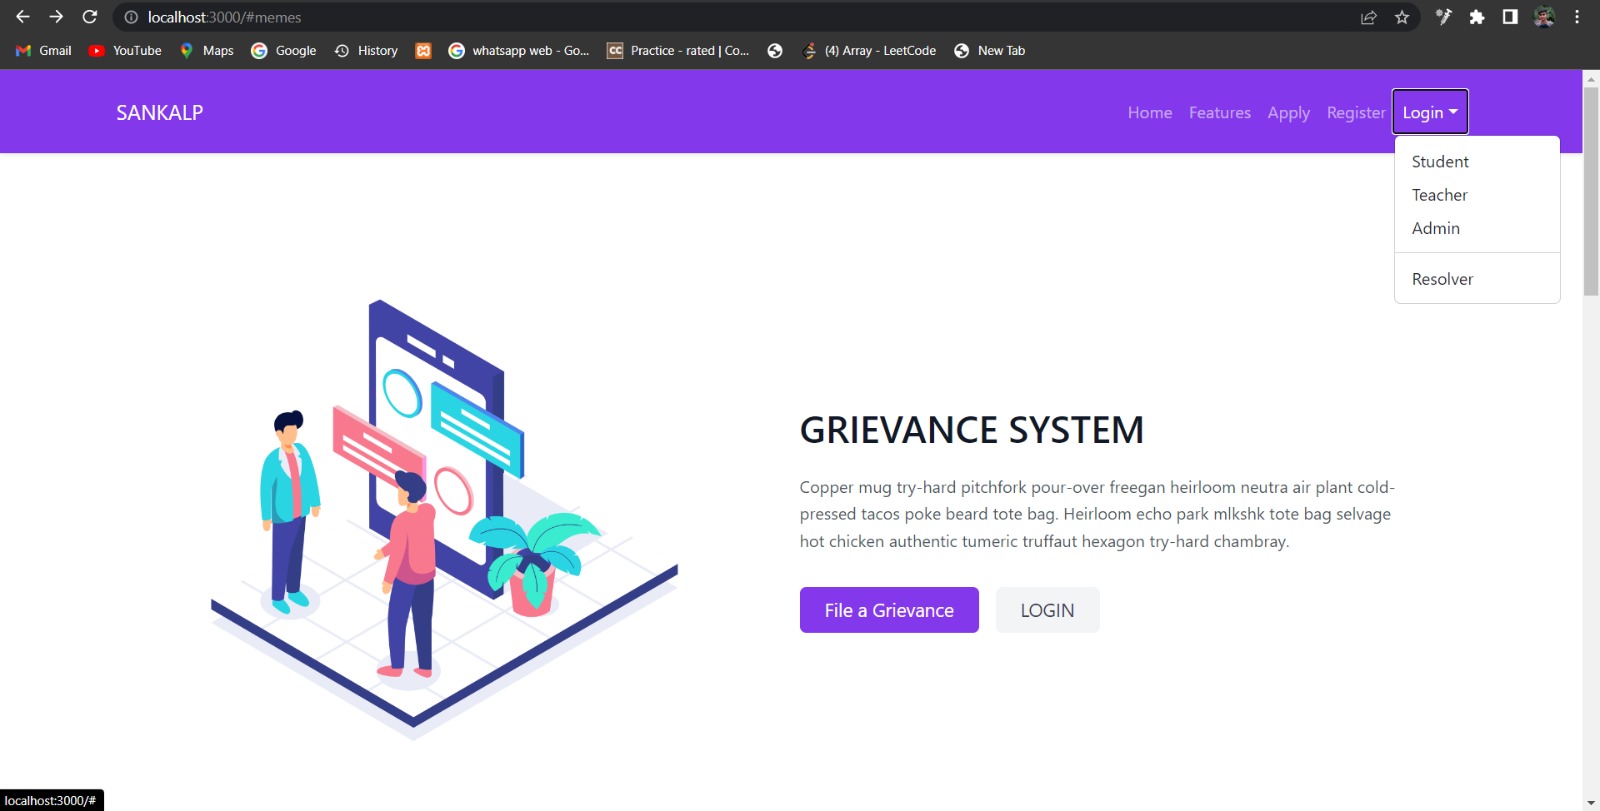 localhost:3000/#memes
Gmail YouTube Maps Google History whatsapp web - Go... CC Practice - rated | Co... (4) Array - LeetCode New Tab
SANKALP Home Features Apply Register Login
Student
Teacher
Admin
Resolver
GRIEVANCE SYSTEM
Copper mug try-hard pitchfork pour-over freegan heirloom neutra air plant cold-
pressed tacos poke beard tote bag. Heirloom echo park mlkshk tote bag selvage
hot chicken authentic tumeric truffaut hexagon try-hard chambray.
File a Grievance LOGIN
localhost:3000/#